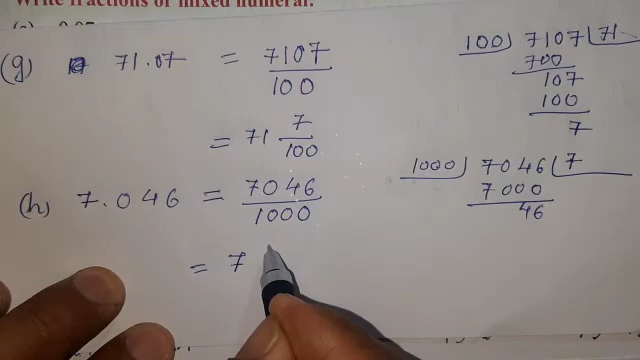 Write fractions or mixed numeral.
(g) 71.07 = 7107/100
= 71 7/100
100) 7107 (71
700
107
100
7
(h) 7.046 = 7046/1000
= 7
1000) 7046 (7
7000
46